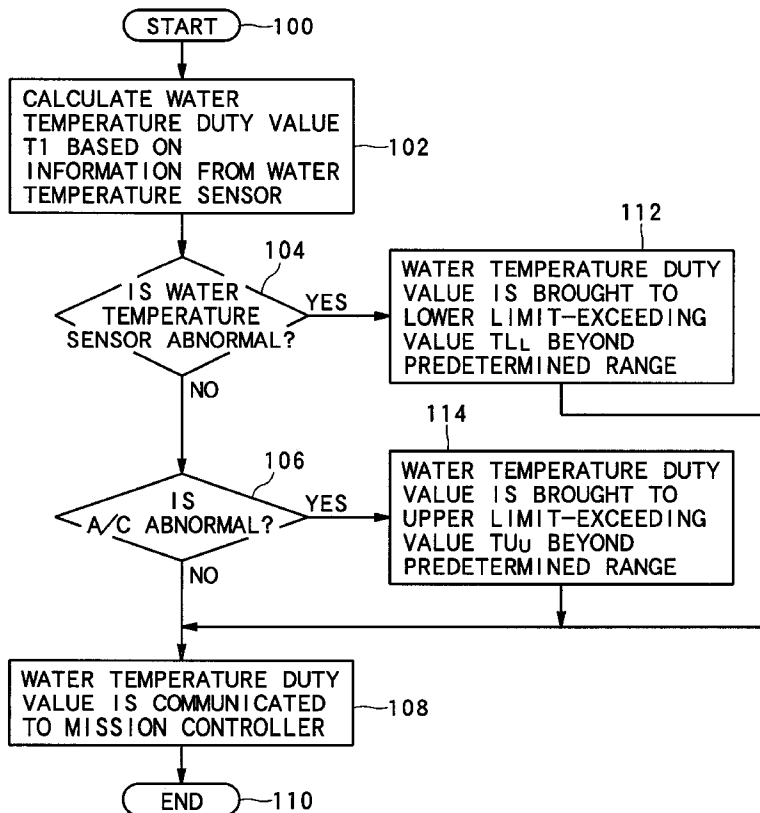 START
100
CALCULATE WATER
TEMPERATURE DUTY VALUE
T1 BASED ON
INFORMATION FROM WATER
TEMPERATURE SENSOR
102
104
IS WATER
TEMPERATURE
SENSOR ABNORMAL?
YES
NO
112
WATER TEMPERATURE DUTY
VALUE IS BROUGHT TO
LOWER LIMIT-EXCEEDING
VALUE TLL BEYOND
PREDETERMINED RANGE
106
IS
A/C ABNORMAL?
YES
NO
114
WATER TEMPERATURE DUTY
VALUE IS BROUGHT TO
UPPER LIMIT-EXCEEDING
VALUE TUU BEYOND
PREDETERMINED RANGE
WATER TEMPERATURE DUTY
VALUE IS COMMUNICATED
TO MISSION CONTROLLER
108
END
110